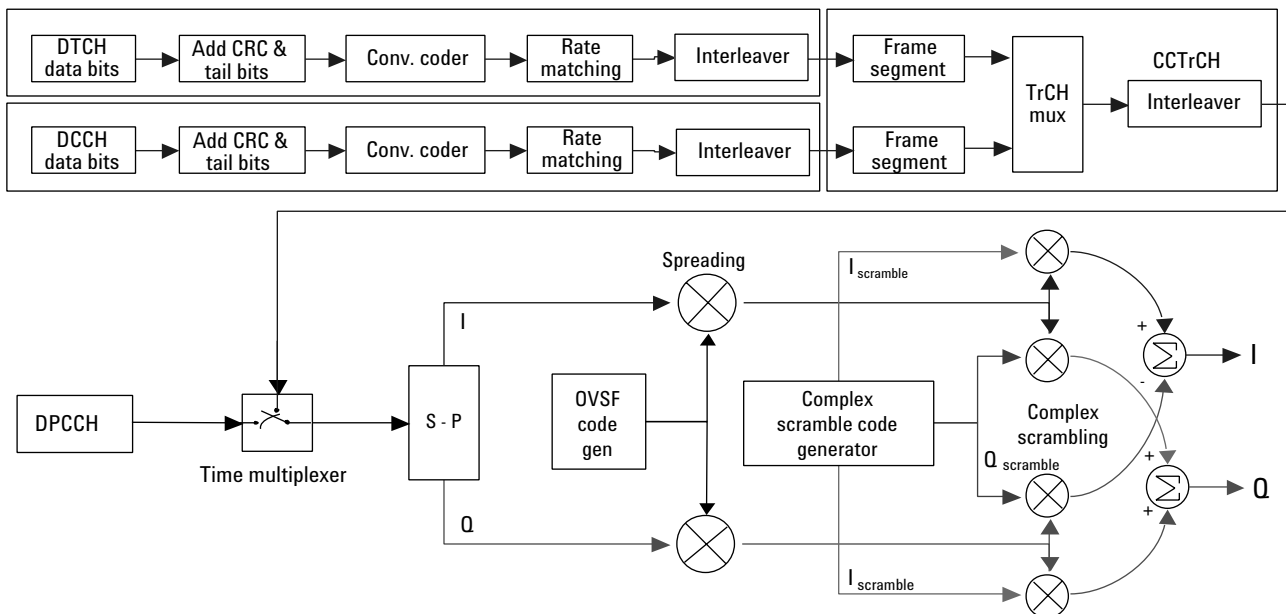 DTCH
data bits
Add CRC &
tail bits
Conv. coder
Rate
matching
Interleaver
Frame
segment
TrCH
mux
CCTrCH
Interleaver
DCCH
data bits
Add CRC &
tail bits
Conv. coder
Rate
matching
Interleaver
Frame
segment
DPCCH
Time multiplexer
S - P
I
Q
Spreading
OVSF
code
gen
Complex
scramble code
generator
I scramble
Q scramble
I scramble
Complex
scrambling
+
Σ
-
I
+
Σ
+
Q